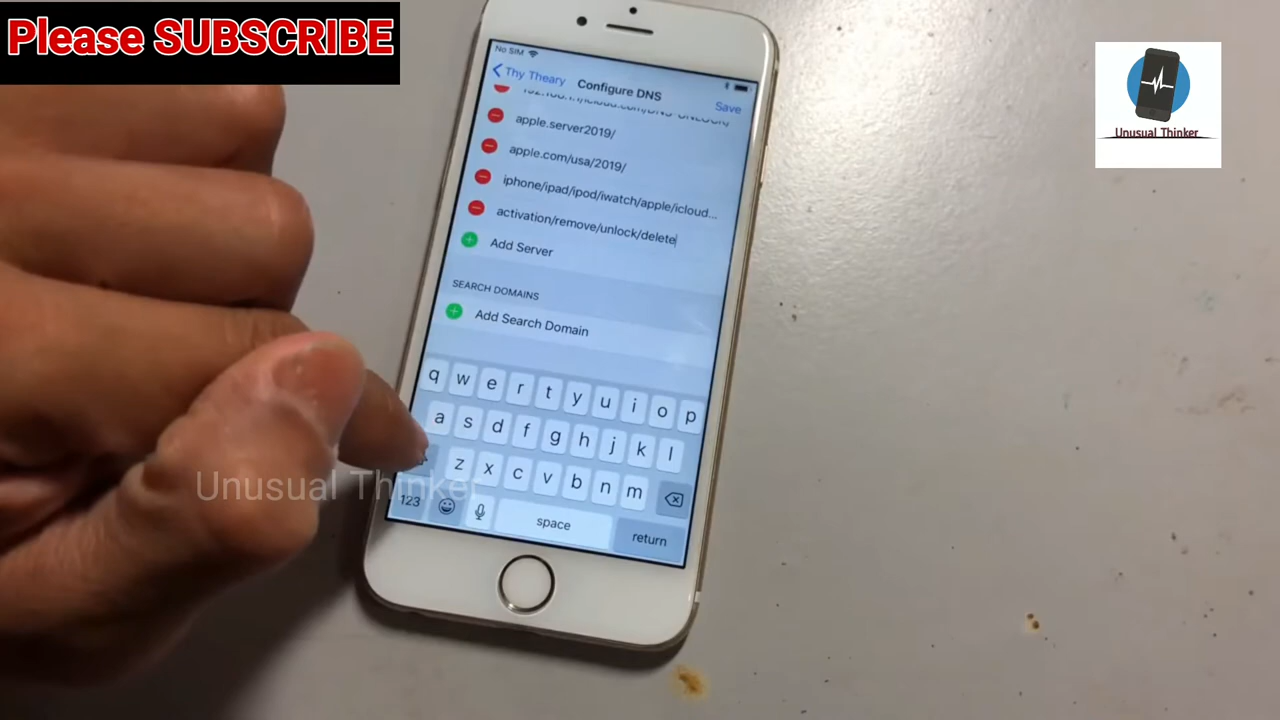 Please SUBSCRIBE
Unusual Thinker
No SIM
Thy Theary
Configure DNS
Save
apple.server2019/
apple.com/usa/2019/
iphone/ipad/ipod/iwatch/apple/icloud...
activation/remove/unlock/delete
Add Server
SEARCH DOMAINS
Add Search Domain
q w e r t y u i o p
a s d f g h j k l
z x c v b n m
Unusual Thinker
123
space
return